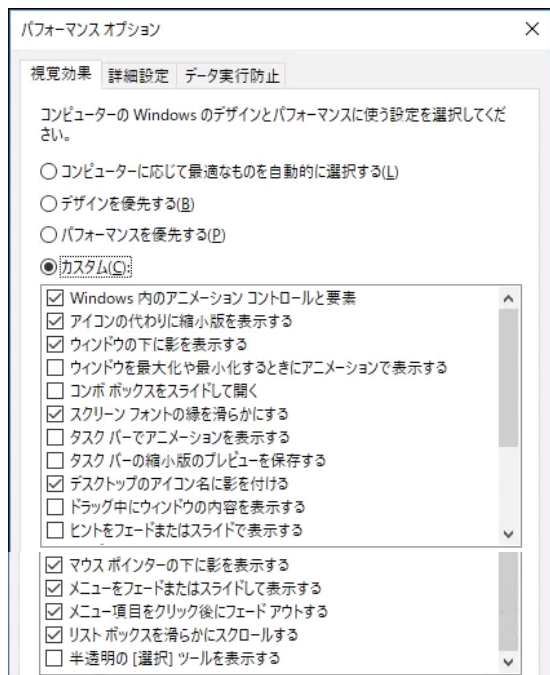 パフォーマンス オプション
視覚効果 詳細設定 データ実行防止
コンピューターの Windows のデザインとパフォーマンスに使う設定を選択してくだ
さい。
コンピューターに応じて最適なものを自動的に選択する(L)
デザインを優先する(B)
パフォーマンスを優先する(P)
カスタム(C):
Windows 内のアニメーション コントロールと要素
アイコンの代わりに縮小版を表示する
ウィンドウの下に影を表示する
ウィンドウを最大化や最小化するときにアニメーションで表示する
コンボ ボックスをスライドして開く
スクリーン フォントの縁を滑らかにする
タスク バーでアニメーションを表示する
タスク バーの縮小版のプレビューを保存する
デスクトップのアイコン名に影を付ける
ドラッグ中にウィンドウの内容を表示する
ヒントをフェードまたはスライドで表示する
マウス ポインターの下に影を表示する
メニューをフェードまたはスライドして表示する
メニュー項目をクリック後にフェード アウトする
リスト ボックスを滑らかにスクロールする
半透明の [選択] ツールを表示する